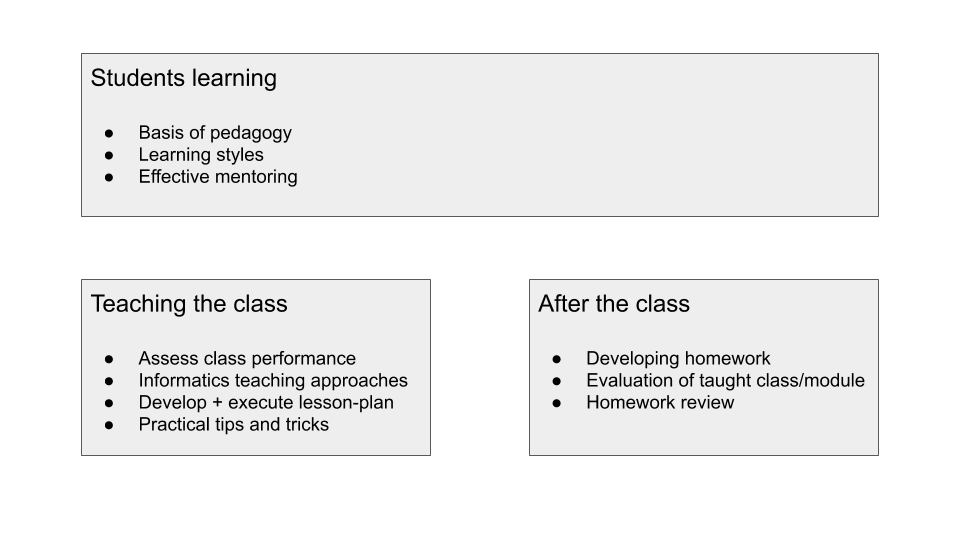 Students learning
● Basis of pedagogy
● Learning styles
● Effective mentoring
Teaching the class
● Assess class performance
● Informatics teaching approaches
● Develop + execute lesson-plan
● Practical tips and tricks
After the class
● Developing homework
● Evaluation of taught class/module
● Homework review